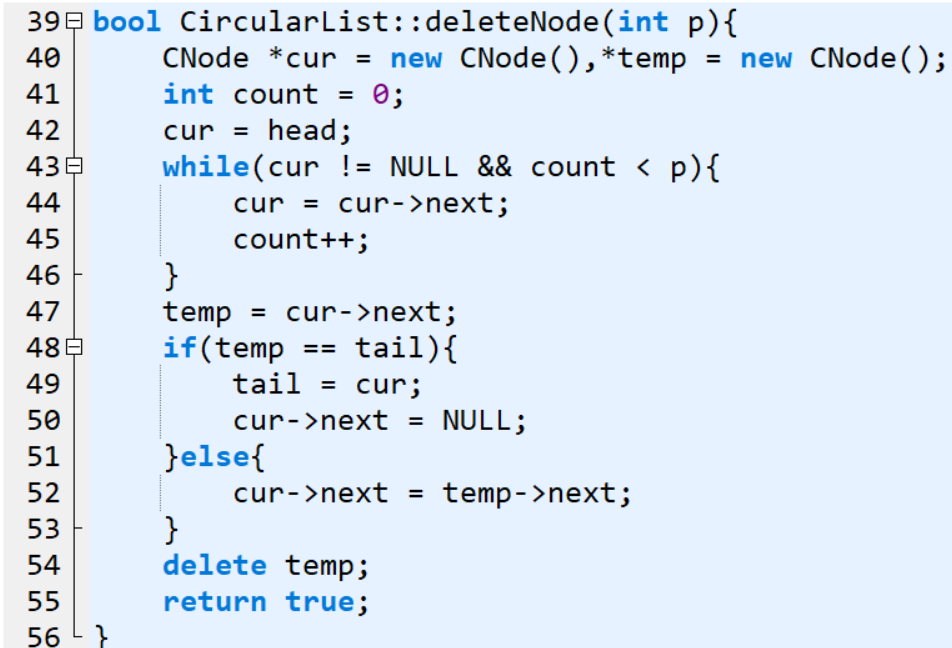 39 bool CircularList::deleteNode(int p){
40     CNode *cur = new CNode(),*temp = new CNode();
41     int count = 0;
42     cur = head;
43     while(cur != NULL && count < p){
44         cur = cur->next;
45         count++;
46     }
47     temp = cur->next;
48     if(temp == tail){
49         tail = cur;
50         cur->next = NULL;
51     }else{
52         cur->next = temp->next;
53     }
54     delete temp;
55     return true;
56 }